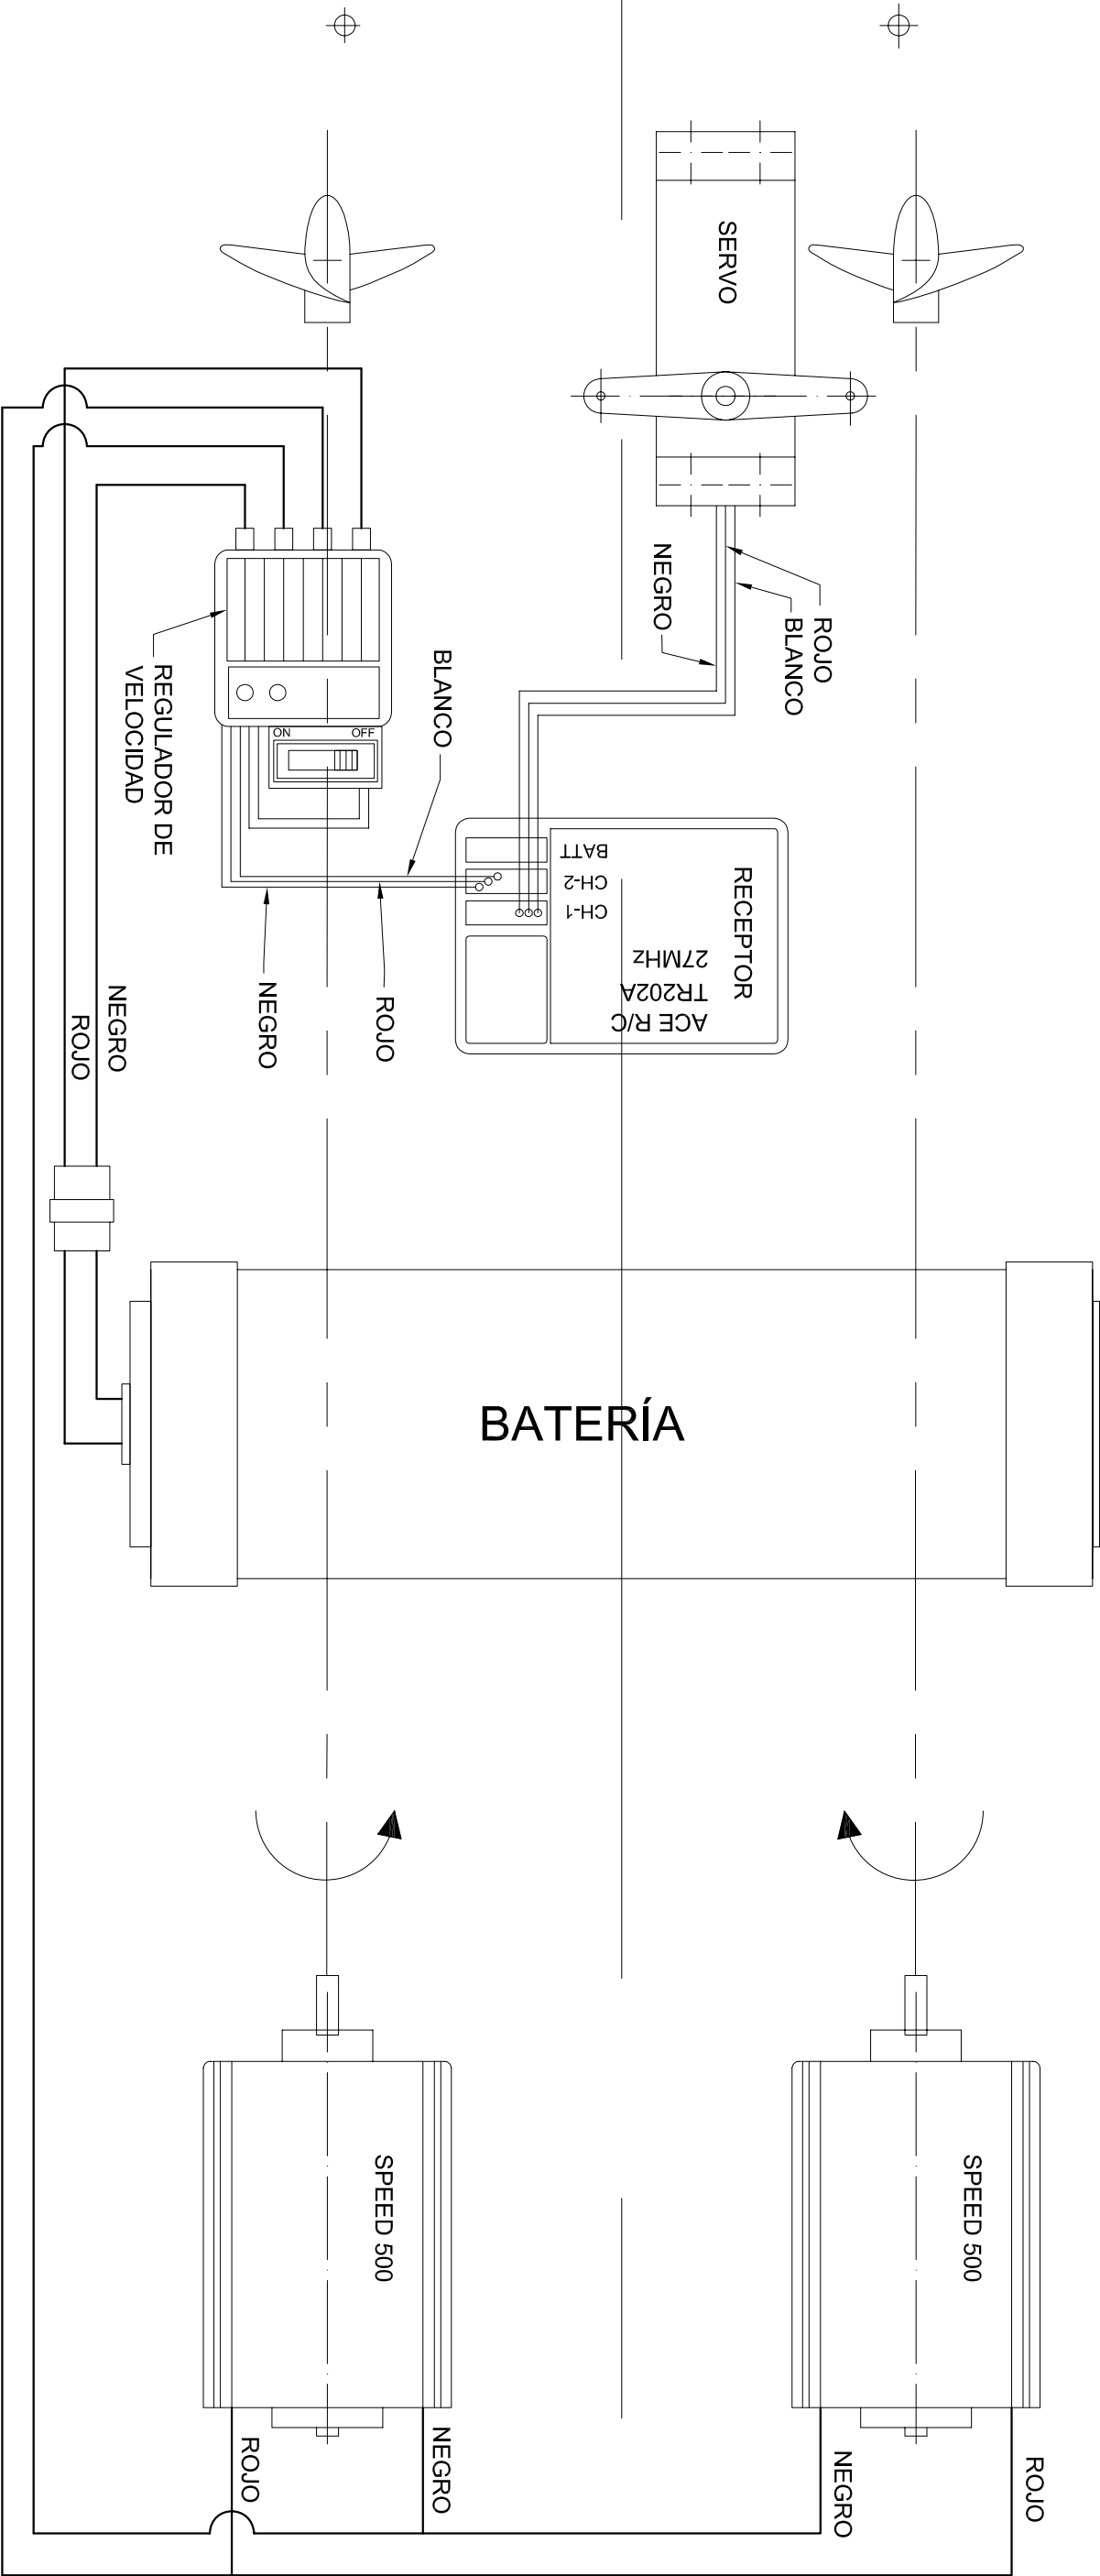 SERVO
ROJO
BLANCO
NEGRO
BLANCO
REGULADOR DE
VELOCIDAD
ON
OFF
RECEPTOR
BATT
CH-2
CH-1
27MHz
TR202A
ACE R/C
ROJO
NEGRO
NEGRO
ROJO
BATERÍA
SPEED 500
SPEED 500
NEGRO
ROJO
ROJO
NEGRO